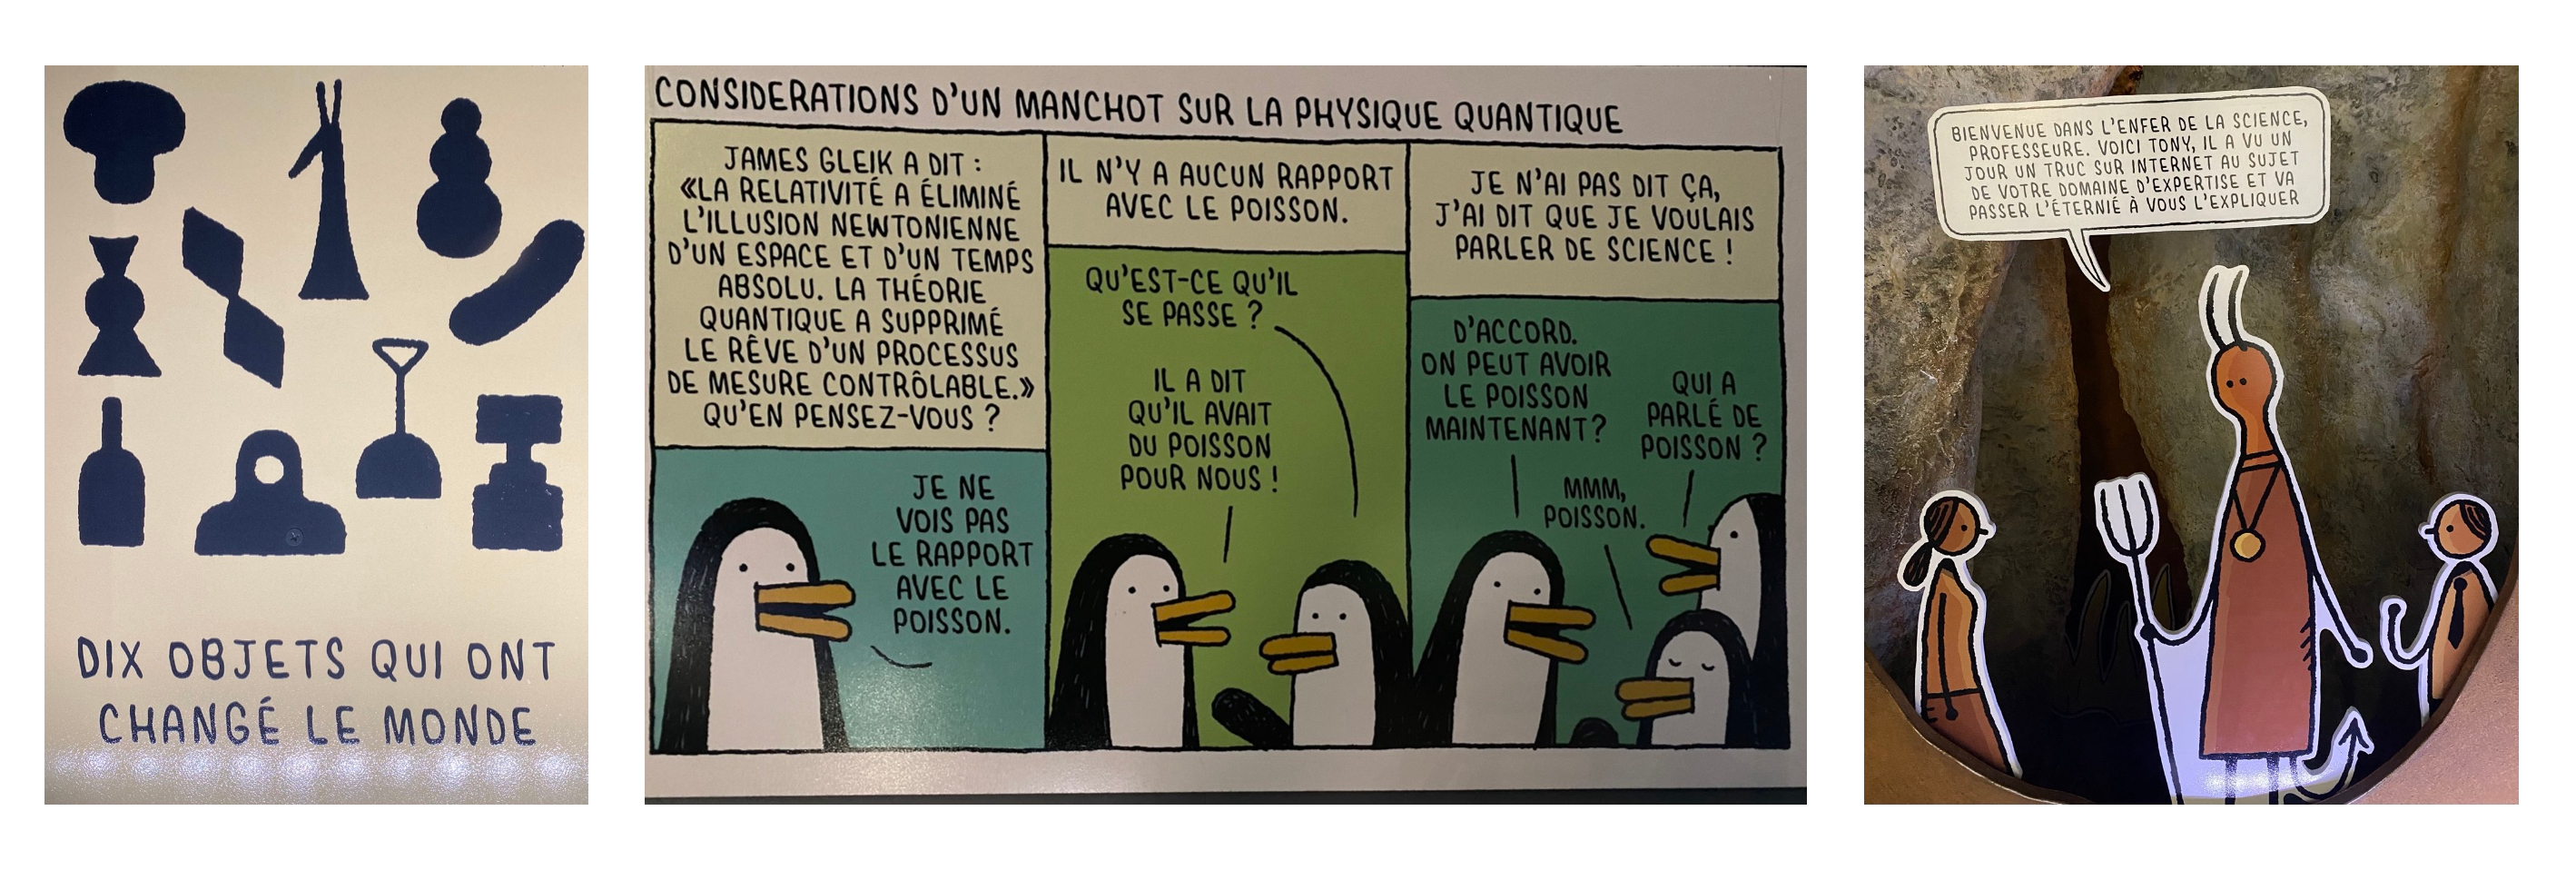 DIX OBJETS QUI ONT
CHANGÉ LE MONDE
CONSIDERATIONS D'UN MANCHOT SUR LA PHYSIQUE QUANTIQUE
JAMES GLEIK A DIT :
«LA RELATIVITÉ A ÉLIMINÉ
L'ILLUSION NEWTONIENNE
D'UN ESPACE ET D'UN TEMPS
ABSOLU. LA THÉORIE
QUANTIQUE A SUPPRIMÉ
LE RÊVE D'UN PROCESSUS
DE MESURE CONTRÔLABLE.»
QU'EN PENSEZ-VOUS ?
JE NE
VOIS PAS
LE RAPPORT
AVEC LE
POISSON.
IL N'Y A AUCUN RAPPORT
AVEC LE POISSON.
QU'EST-CE QU'IL
SE PASSE ?
IL A DIT
QU'IL AVAIT
DU POISSON
POUR NOUS !
JE N'AI PAS DIT ÇA,
J'AI DIT QUE JE VOULAIS
PARLER DE SCIENCE !
D'ACCORD.
ON PEUT AVOIR
LE POISSON
MAINTENANT ?
QUI A
PARLÉ DE
POISSON ?
MMM,
POISSON.
BIENVENUE DANS L'ENFER DE LA SCIENCE,
PROFESSEURE. VOICI TONY, IL A VU UN
JOUR UN TRUC SUR INTERNET AU SUJET
DE VOTRE DOMAINE D'EXPERTISE ET VA
PASSER L'ÉTERNIÉ À VOUS L'EXPLIQUER